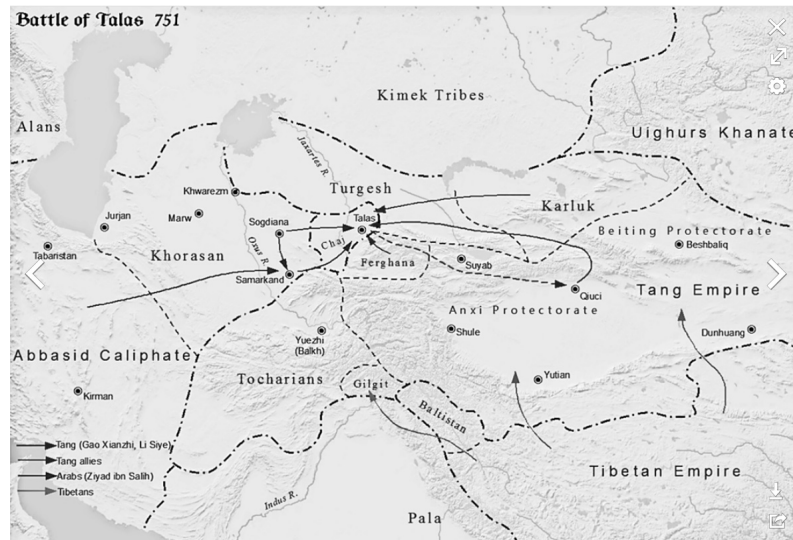 Battle of Talas 751
Kimek Tribes
Alans
Uighurs Khanate
Jaxartes R.
Turgesh
Khwarezm
Karluk
Jurjan
Marw
Sogdiana
Talas
Beiting Protectorate
Tabaristan
Oxus R.
Chaj
Beshbaliq
Khorasan
Ferghana
Suyab
Samarkand
Quci
Tang Empire
Anxi Protectorate
Yuezhi
(Balkh)
Shule
Dunhuang
Abbasid Caliphate
Tocharians
Gilgit
Yutian
Kirman
Baltistan
Tang (Gao Xianzhi, Li Siye)
Tang allies
Arabs (Ziyad ibn Salih)
Tibetans
Tibetan Empire
Indus R.
Pala